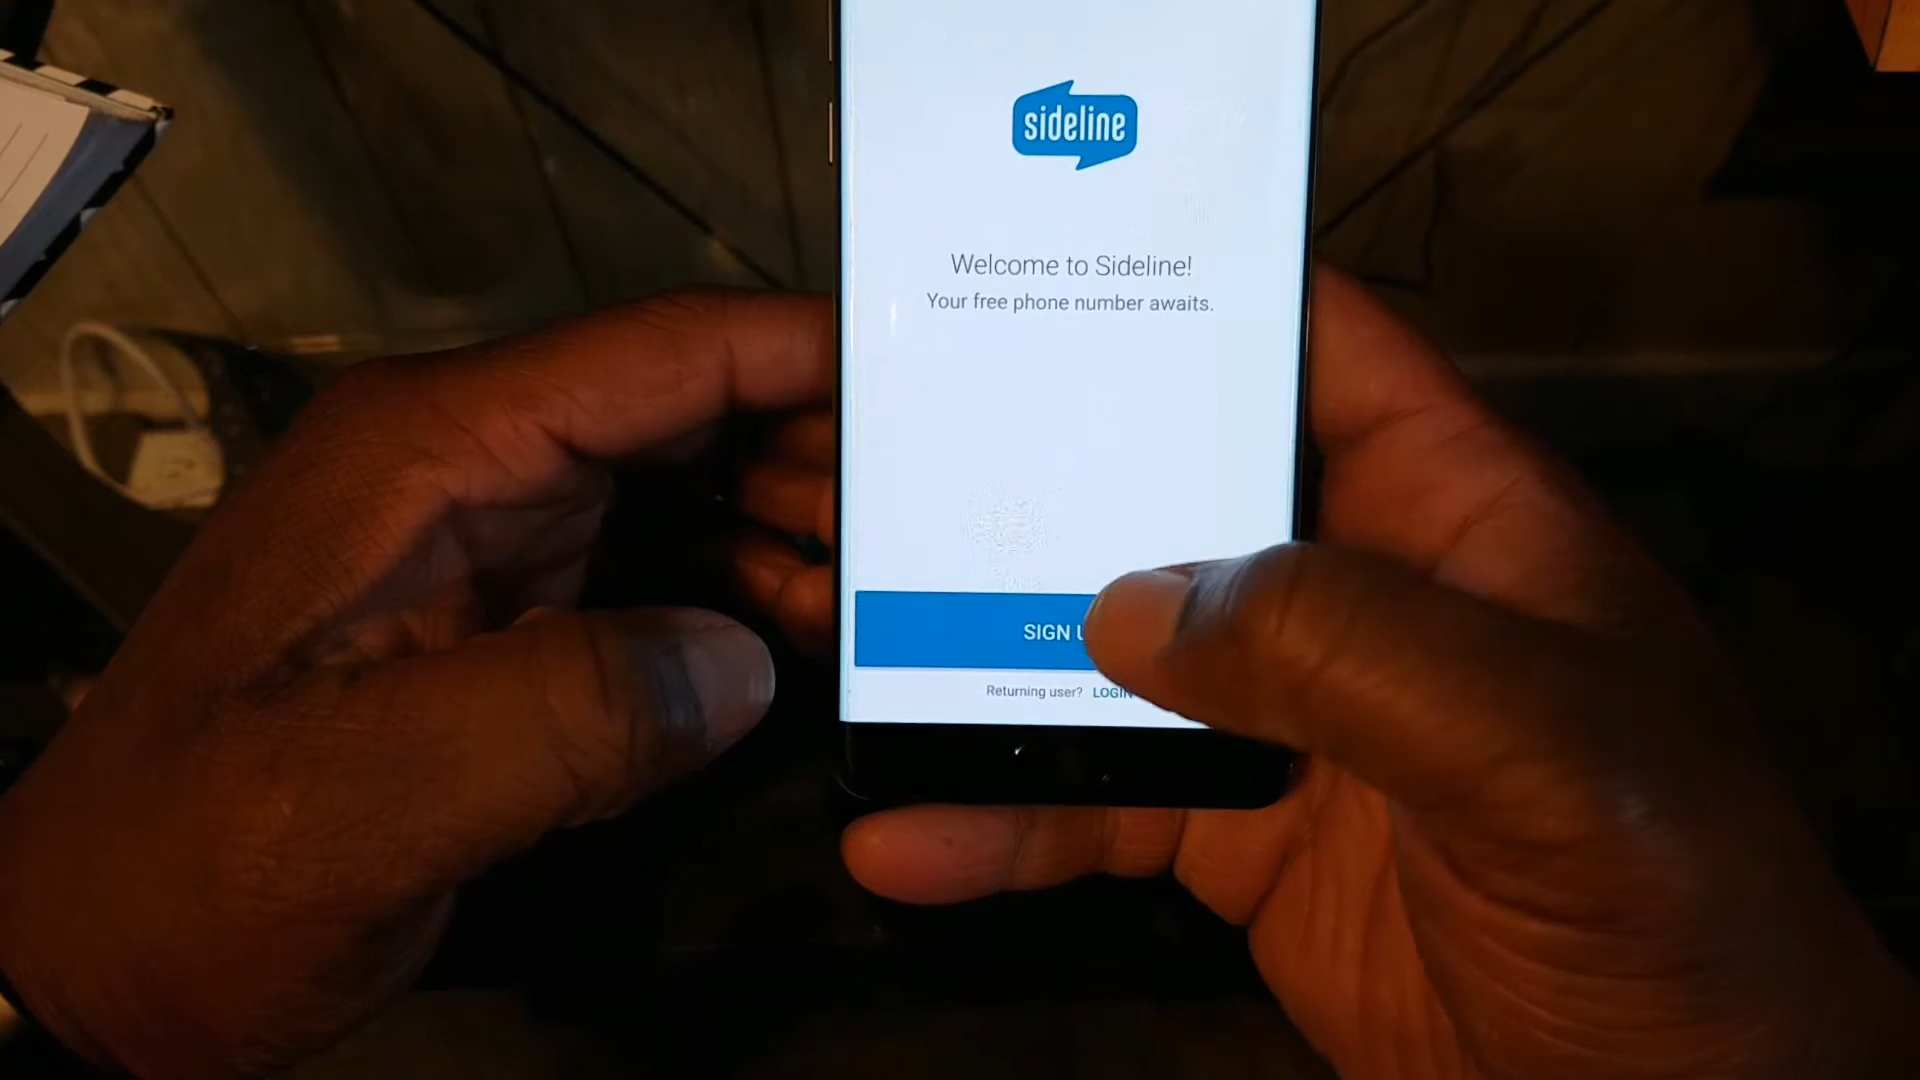 sideline
Welcome to Sideline!
Your free phone number awaits.
SIGN U
Returning user? LOGIN